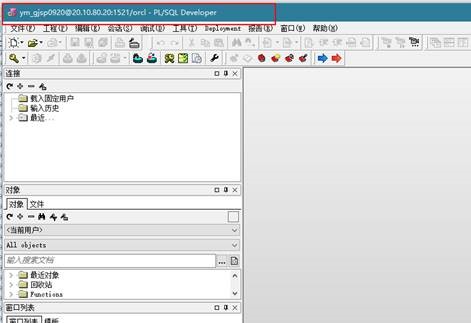 ym_gjsp0920@20.10.80.20:1521/orcl - PL/SQL Developer
文件(F) 工程(P) 编辑(E) 会话(S) 调试(D) 工具(T) Deployment 报告(R) 窗口(W) 帮助(H)
连接
载入固定用户
输入历史
最近...
对象
对象 文件
<当前用户>
All objects
输入搜索文档 ...
最近对象
回收站
Functions
窗口列表
窗口列表 模板